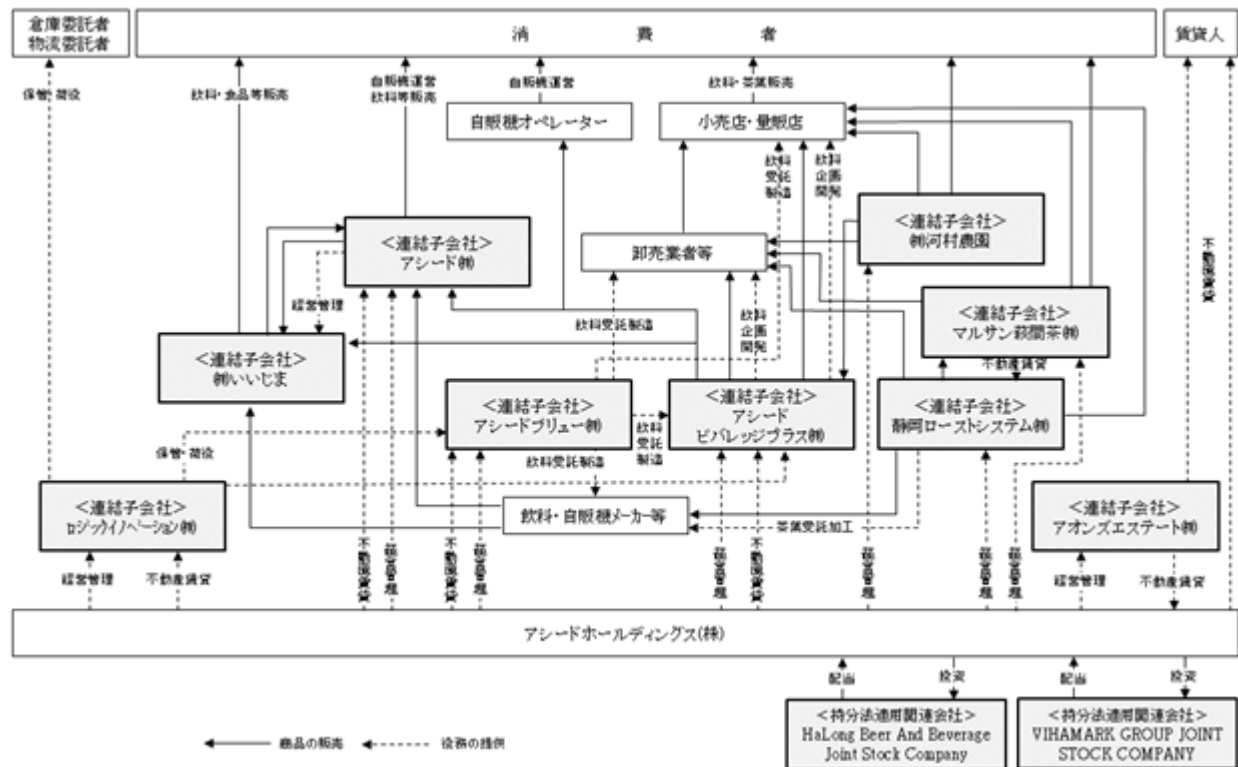 倉庫委託者
物流委託者
消費者
賃貸人
保管・荷役
飲料・食品等販売
自販機運営
飲料等販売
自販機運営
飲料・茶葉販売
自販機オペレーター
小売店・量販店
飲料
受託
製造
飲料
企画
開発
<連結子会社>
アシード㈱
卸売業者等
<連結子会社>
㈱河村農園
不動産賃貸
経営管理
飲料受託製造
飲料
企画
開発
<連結子会社>
マルサン萩間茶㈱
<連結子会社>
㈱いいじま
不動産賃貸
<連結子会社>
アシードブリュー㈱
飲料
受託
製造
<連結子会社>
アシード
ビバレッジプラス㈱
<連結子会社>
静岡ローストシステム㈱
保管・荷役
飲料受託製造
<連結子会社>
ロジックイノベーション㈱
飲料・自販機メーカー等
茶葉受託加工
<連結子会社>
アオンズエステート㈱
経営管理
不動産賃貸
不動産賃貸
経営管理
不動産賃貸
経営管理
経営管理
不動産賃貸
経営管理
経営管理
経営管理
経営管理
不動産賃貸
アシードホールディングス(株)
配当
投資
配当
投資
<持分法適用関連会社>
HaLong Beer And Beverage
Joint Stock Company
<持分法適用関連会社>
VIHAMARK GROUP JOINT
STOCK COMPANY
商品の販売
役務の提供